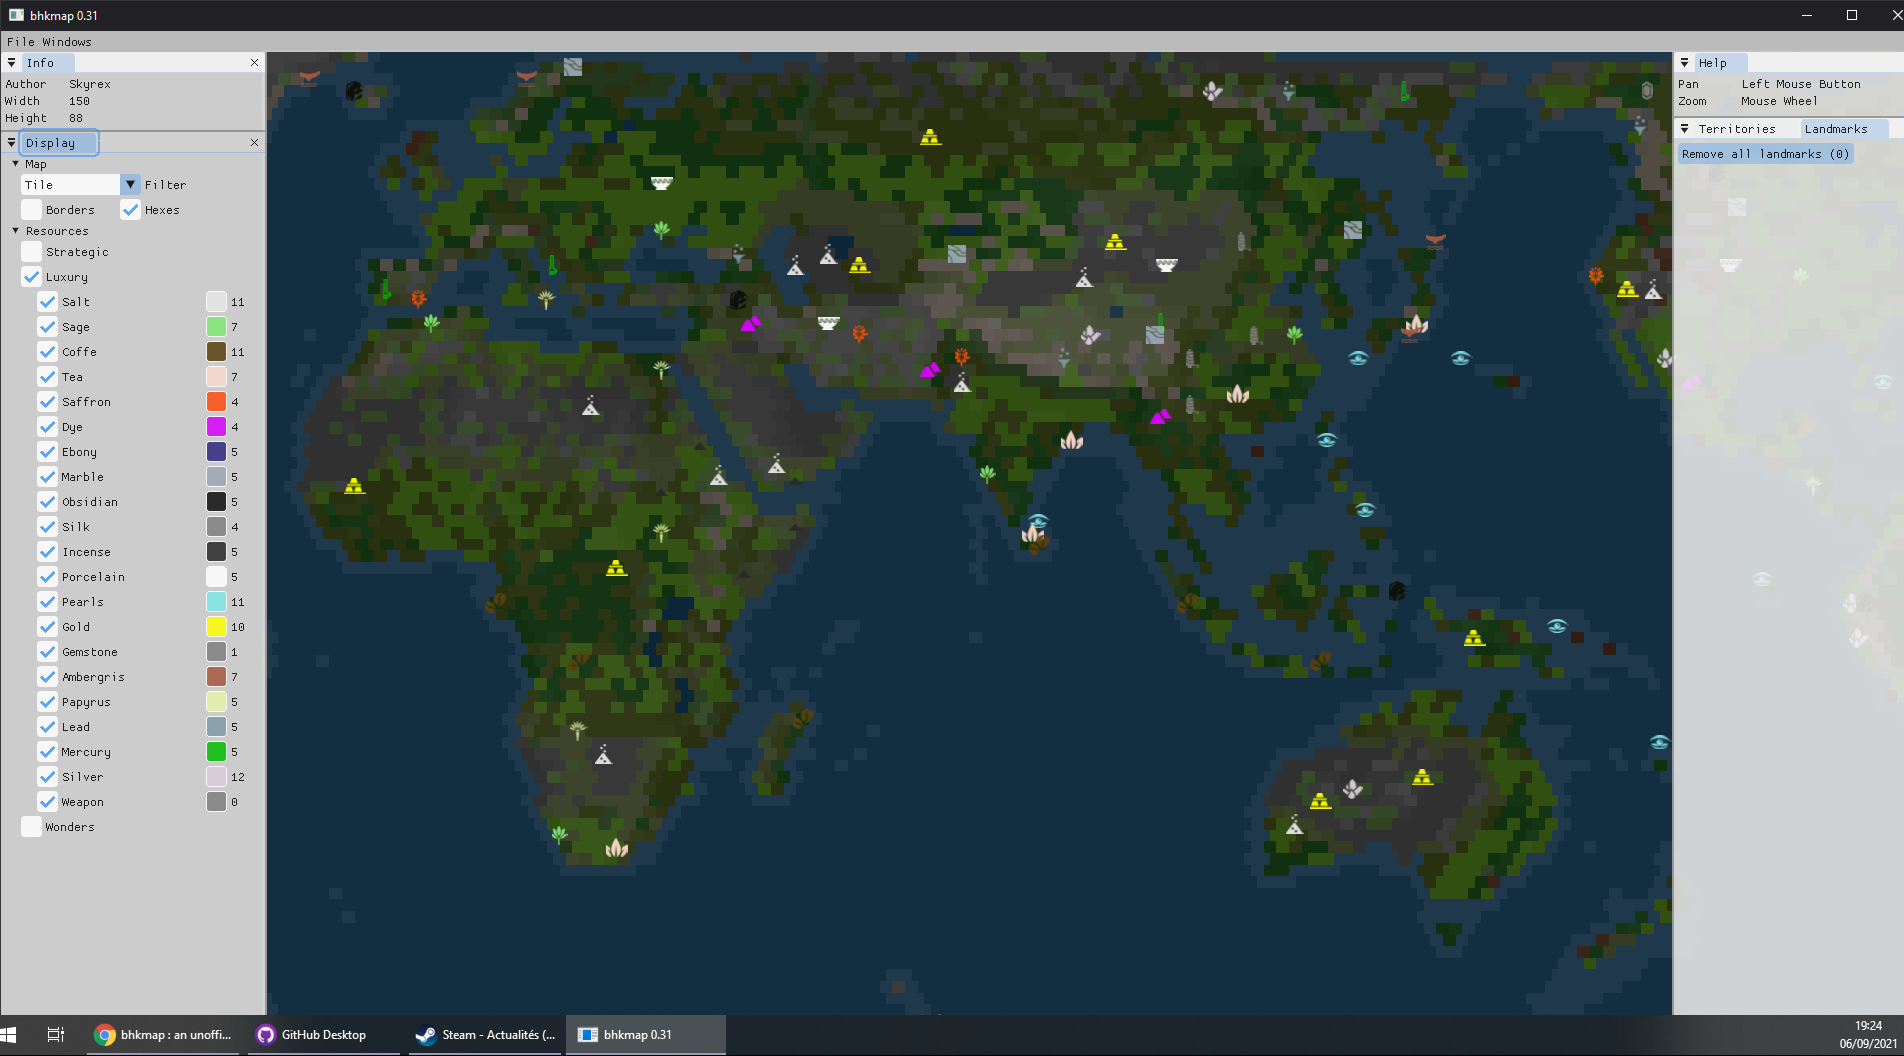 bhkmap 0.31
File Windows
Info
Author Skyrex
Width 150
Height 88
Display
Map
Tile Filter
Borders Hexes
Resources
Strategic
Luxury
Salt 11
Sage 7
Coffe 11
Tea 7
Saffron 4
Dye 4
Ebony 5
Marble 5
Obsidian 5
Silk 4
Incense 5
Porcelain 5
Pearls 11
Gold 10
Gemstone 1
Ambergris 7
Papyrus 5
Lead 5
Mercury 5
Silver 12
Weapon 0
Wonders
Help
Pan Left Mouse Button
Zoom Mouse Wheel
Territories Landmarks
Remove all landmarks (0)
bhkmap : an unoffi...
GitHub Desktop
Steam - Actualités (...
bhkmap 0.31
19:24
06/09/2021